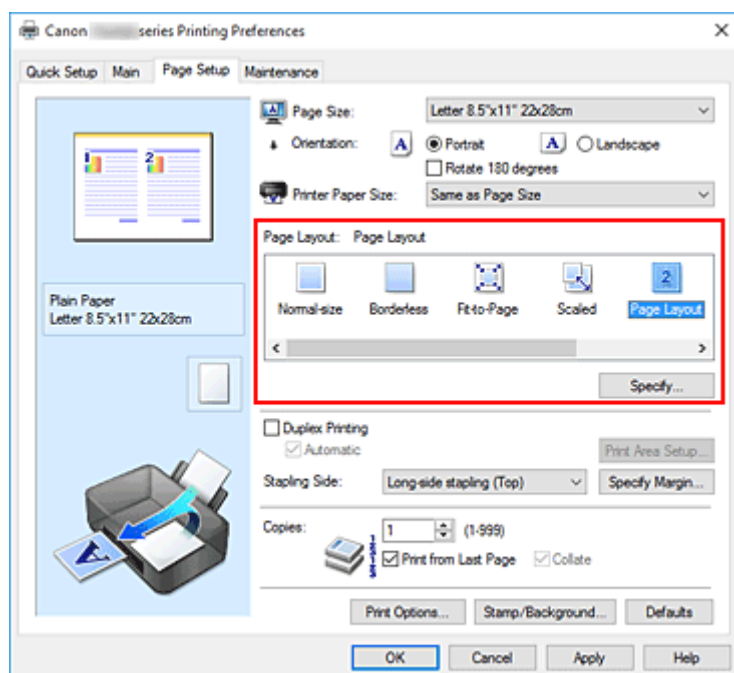 Canon series Printing Preferences
Quick Setup Main Page Setup Maintenance
Page Size: Letter 8.5"x11" 22x28cm
Orientation: A Portrait A Landscape
Rotate 180 degrees
Printer Paper Size: Same as Page Size
1 2
Page Layout: Page Layout
2
Normal-size Borderless Fit-to-Page Scaled Page Layout
Plain Paper
Letter 8.5"x11" 22x28cm
Specify...
Duplex Printing
Automatic Print Area Setup...
Stapling Side: Long-side stapling (Top) Specify Margin...
Copies: 1 (1-999)
Print from Last Page Collate
A
Print Options... Stamp/Background... Defaults
OK Cancel Apply Help